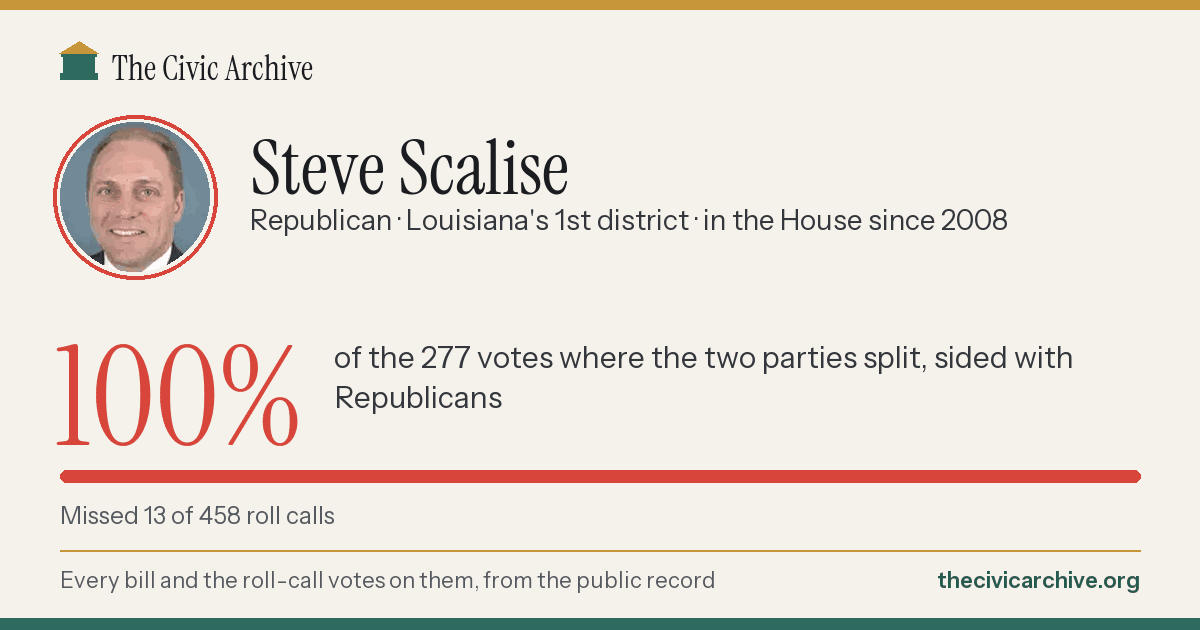 The Civic Archive
Steve Scalise
Republican · Louisiana's 1st district · in the House since 2008
100%
of the 277 votes where the two parties split, sided with
Republicans
Missed 13 of 458 roll calls
Every bill and the roll-call votes on them, from the public record
thecivicarchive.org